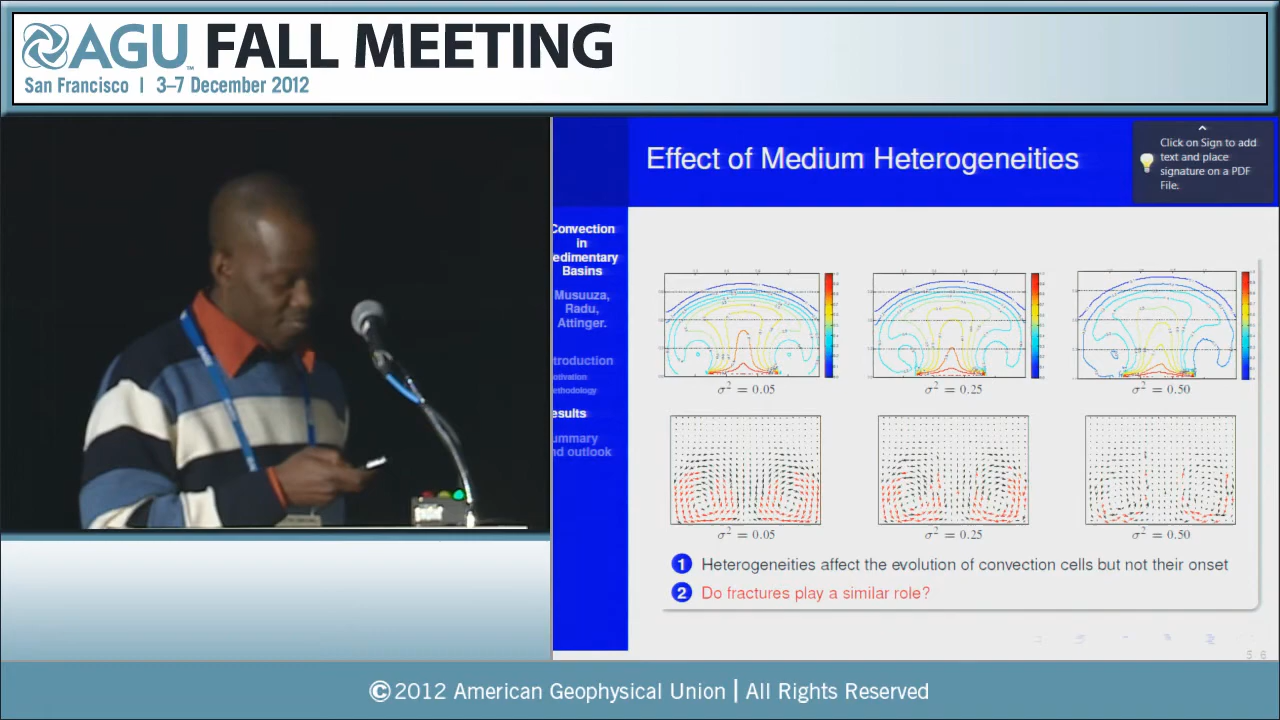 AGU FALL MEETING
San Francisco | 3–7 December 2012
Effect of Medium Heterogeneities
Click on Sign to add
text and place
signature on a PDF
File.
Convection
in
edimentary
Basins
Musuuza,
Radu,
Attinger.
troduction
otivation
ethodology
esults
ummary
nd outlook
σ² = 0.05
σ² = 0.25
σ² = 0.50
σ² = 0.05
σ² = 0.25
σ² = 0.50
1 Heterogeneities affect the evolution of convection cells but not their onset
2 Do fractures play a similar role?
©2012 American Geophysical Union | All Rights Reserved